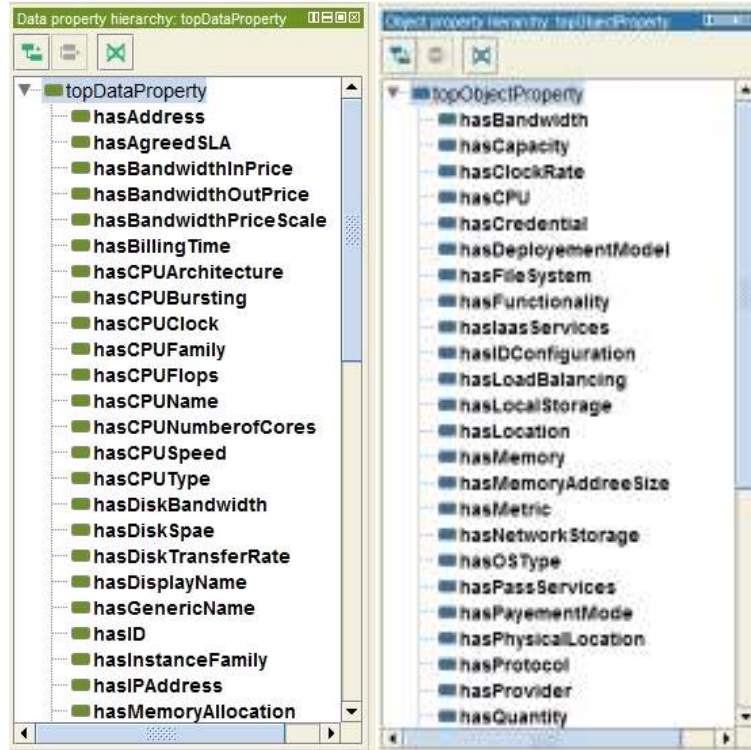 Data property hierarchy: topDataProperty
topDataProperty
hasAddress
hasAgreedSLA
hasBandwidthInPrice
hasBandwidthOutPrice
hasBandwidthPriceScale
hasBillingTime
hasCPUArchitecture
hasCPUBursting
hasCPUClock
hasCPUFamily
hasCPUFlops
hasCPUName
hasCPUNumberofCores
hasCPUSpeed
hasCPUType
hasDiskBandwidth
hasDiskSpae
hasDiskTransferRate
hasDisplayName
hasGenericName
hasID
hasInstanceFamily
hasIPAddress
hasMemoryAllocation
Object property hierarchy: topObjectProperty
topObjectProperty
hasBandwidth
hasCapacity
hasClockRate
hasCPU
hasCredential
hasDeployementModel
hasFileSystem
hasFunctionality
hasIaasServices
hasIDConfiguration
hasLoadBalancing
hasLocalStorage
hasLocation
hasMemory
hasMemoryAddreeSize
hasMetric
hasNetworkStorage
hasOSType
hasPassServices
hasPayementMode
hasPhysicalLocation
hasProtocol
hasProvider
hasQuantity